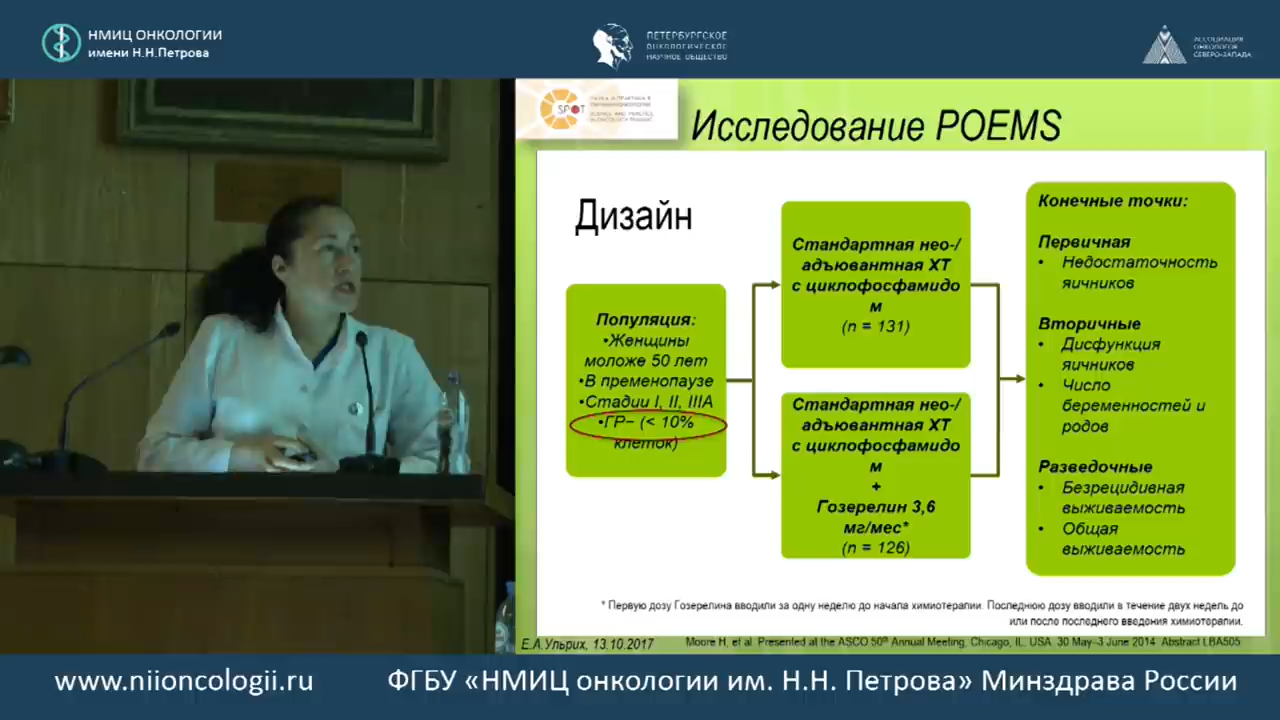 НМИЦ ОНКОЛОГИИ
имени Н.Н.Петрова
ПЕТЕРБУРГСКОЕ
ОНКОЛОГИЧЕСКОЕ
НАУЧНОЕ ОБЩЕСТВО
АССОЦИАЦИЯ
ОНКОЛОГОВ
СЕВЕРО-ЗАПАДА
SPOT
Исследование POEMS
Дизайн
Популяция:
•Женщины
моложе 50 лет
•В пременопаузе
•Стадии I, II, IIIA
•ГР− (< 10%
клеток)
Стандартная нео-/
адъювантная ХТ
с циклофосфамидо
м
(n = 131)
Стандартная нео-/
адъювантная ХТ
с циклофосфамидо
м
+
Гозерелин 3,6
мг/мес*
(n = 126)
Конечные точки:
Первичная
• Недостаточность
яичников
Вторичные
• Дисфункция
яичников
• Число
беременностей и
родов
Разведочные
• Безрецидивная
выживаемость
• Общая
выживаемость
* Первую дозу Гозерелина вводили за одну неделю до начала химиотерапии. Последнюю дозу вводили в течение двух недель до
или после последнего введения химиотерапии.
Е.А.Ульрих, 13.10.2017
Moore H, et al. Presented at the ASCO 50th Annual Meeting, Chicago, IL, USA. 30 May–3 June 2014. Abstract LBA505.
www.niioncologii.ru
ФГБУ «НМИЦ онкологии им. Н.Н. Петрова» Минздрава России